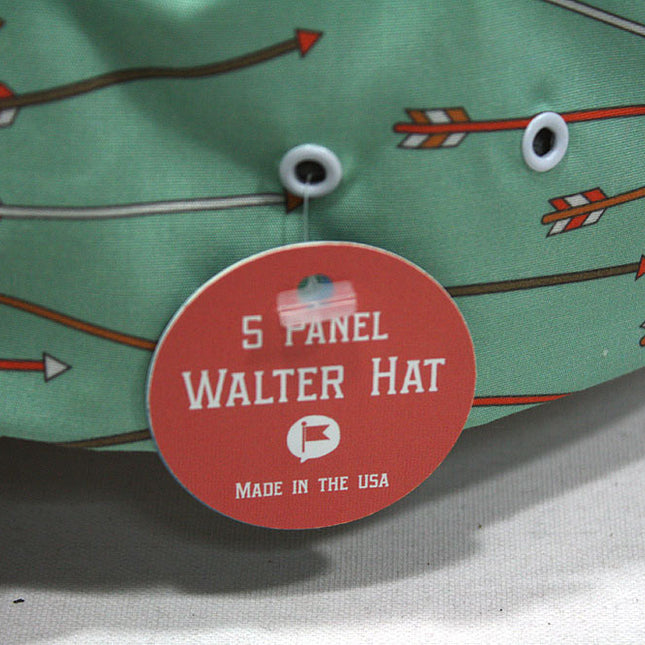 5 Panel
Walter Hat
Made in the USA